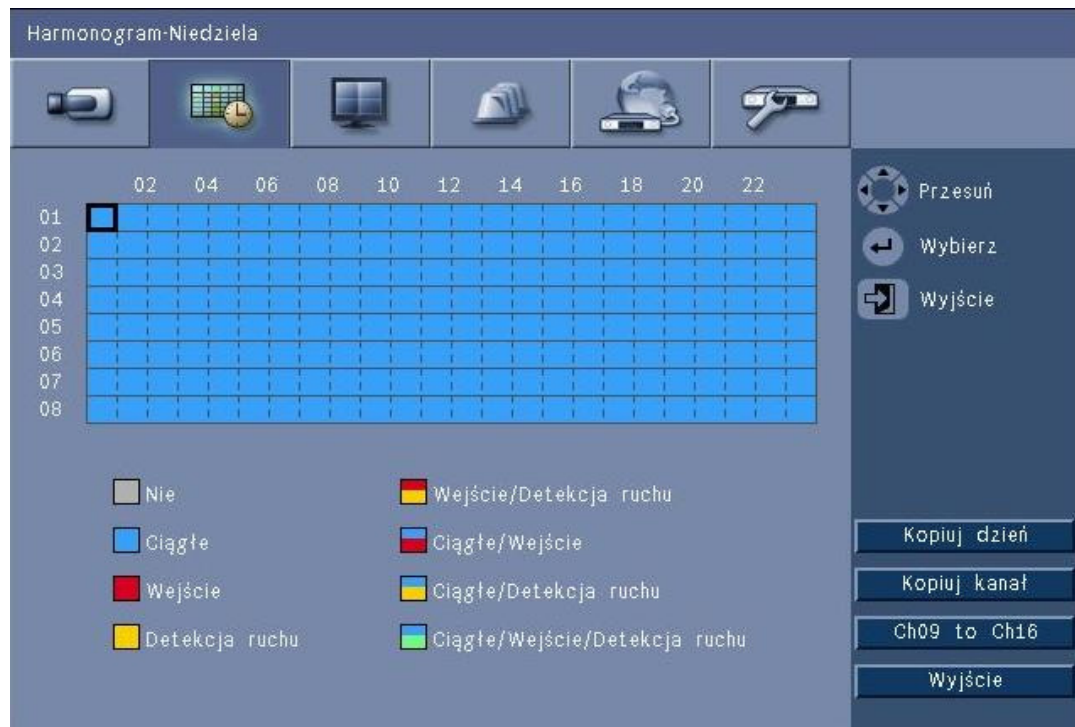 Harmonogram-Niedziela
02 04 06 08 10 12 14 16 18 20 22
01
02
03
04
05
06
07
08
Przesuń
Wybierz
Wyjście
Nie
Ciągłe
Wejście
Detekcja ruchu
Wejście/Detekcja ruchu
Ciągłe/Wejście
Ciągłe/Detekcja ruchu
Ciągłe/Wejście/Detekcja ruchu
Kopiuj dzień
Kopiuj kanał
Ch09 to Ch16
Wyjście